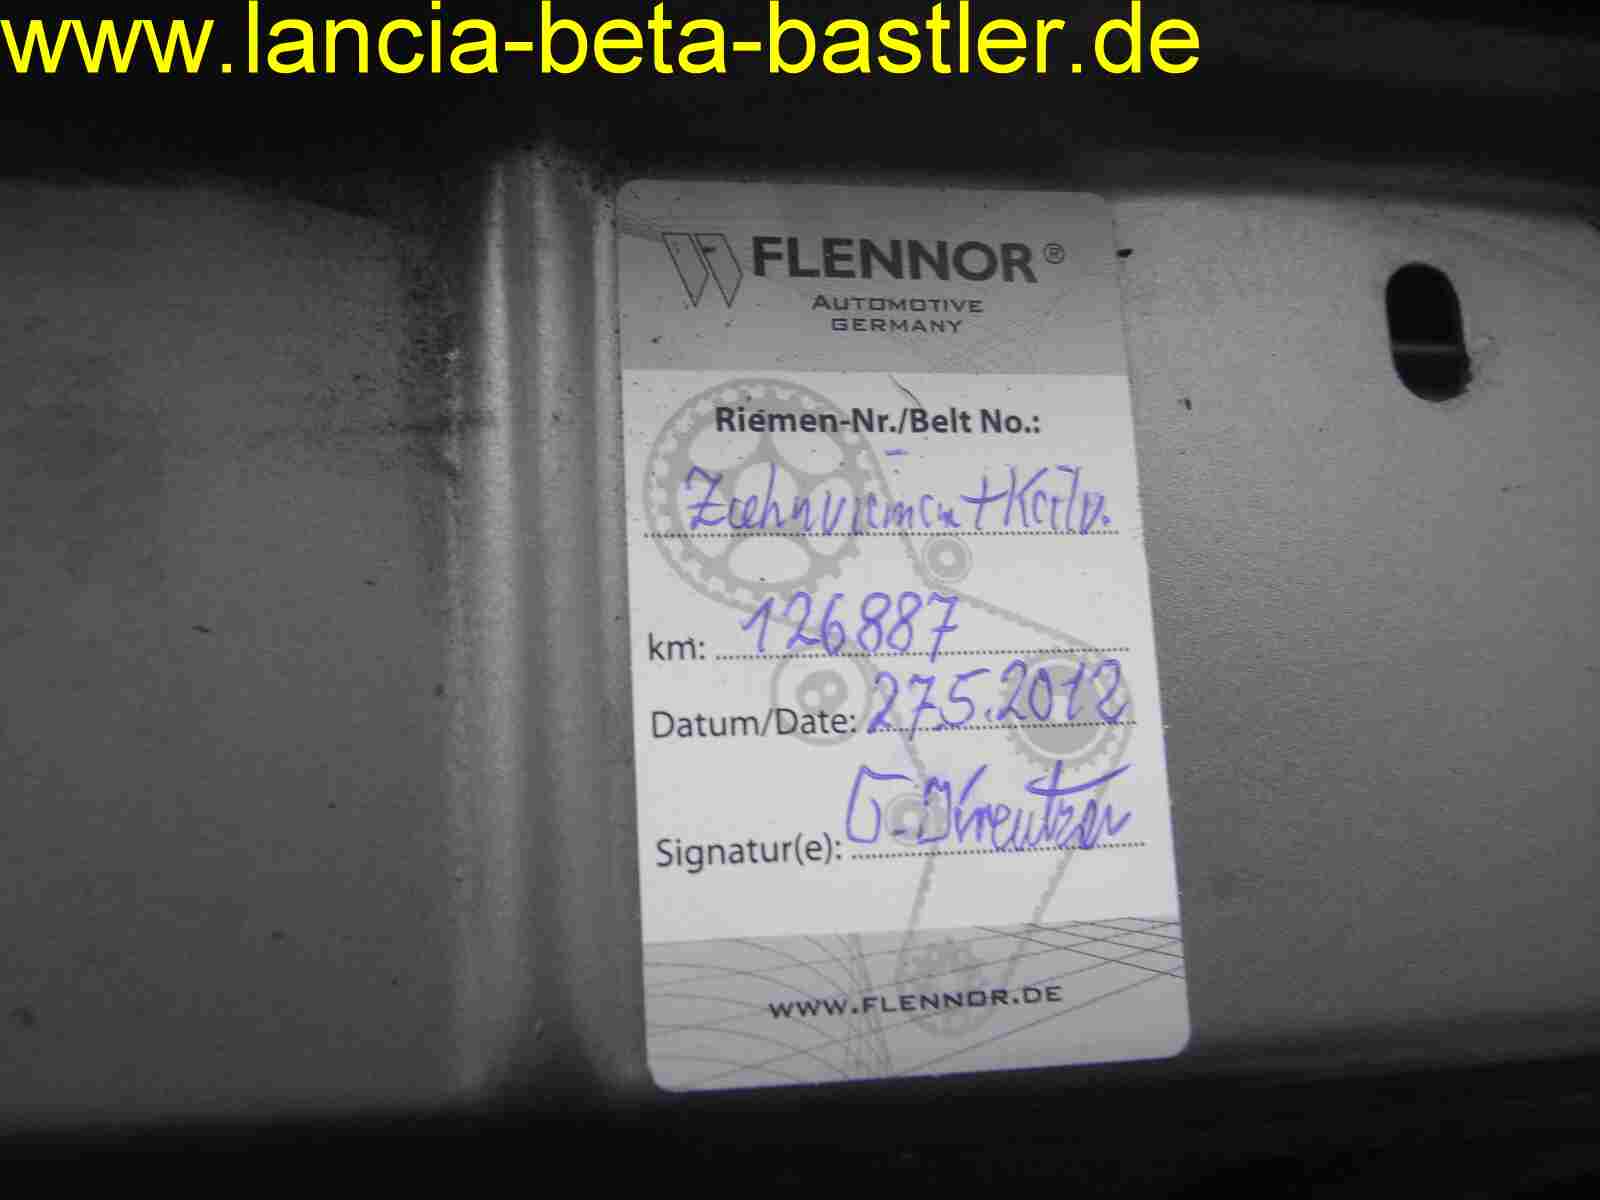 www.lancia-beta-bastler.de
FLENNOR®
AUTOMOTIVE
GERMANY
Riemen-Nr./Belt No.:
Zahnriemen + Keilr.
km: 126887
Datum/Date: 27.5.2012
Signatur(e):
WWW.FLENNOR.DE